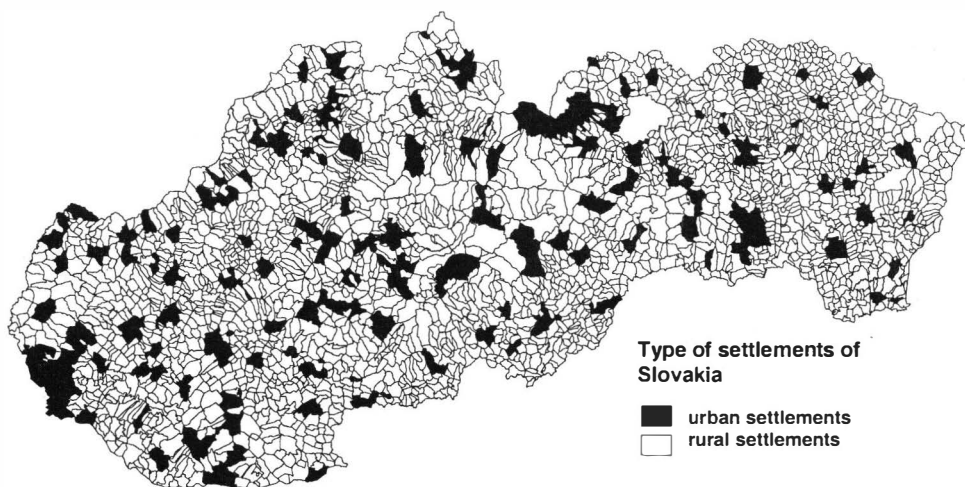 Type of settlements of
Slovakia
urban settlements
rural settlements